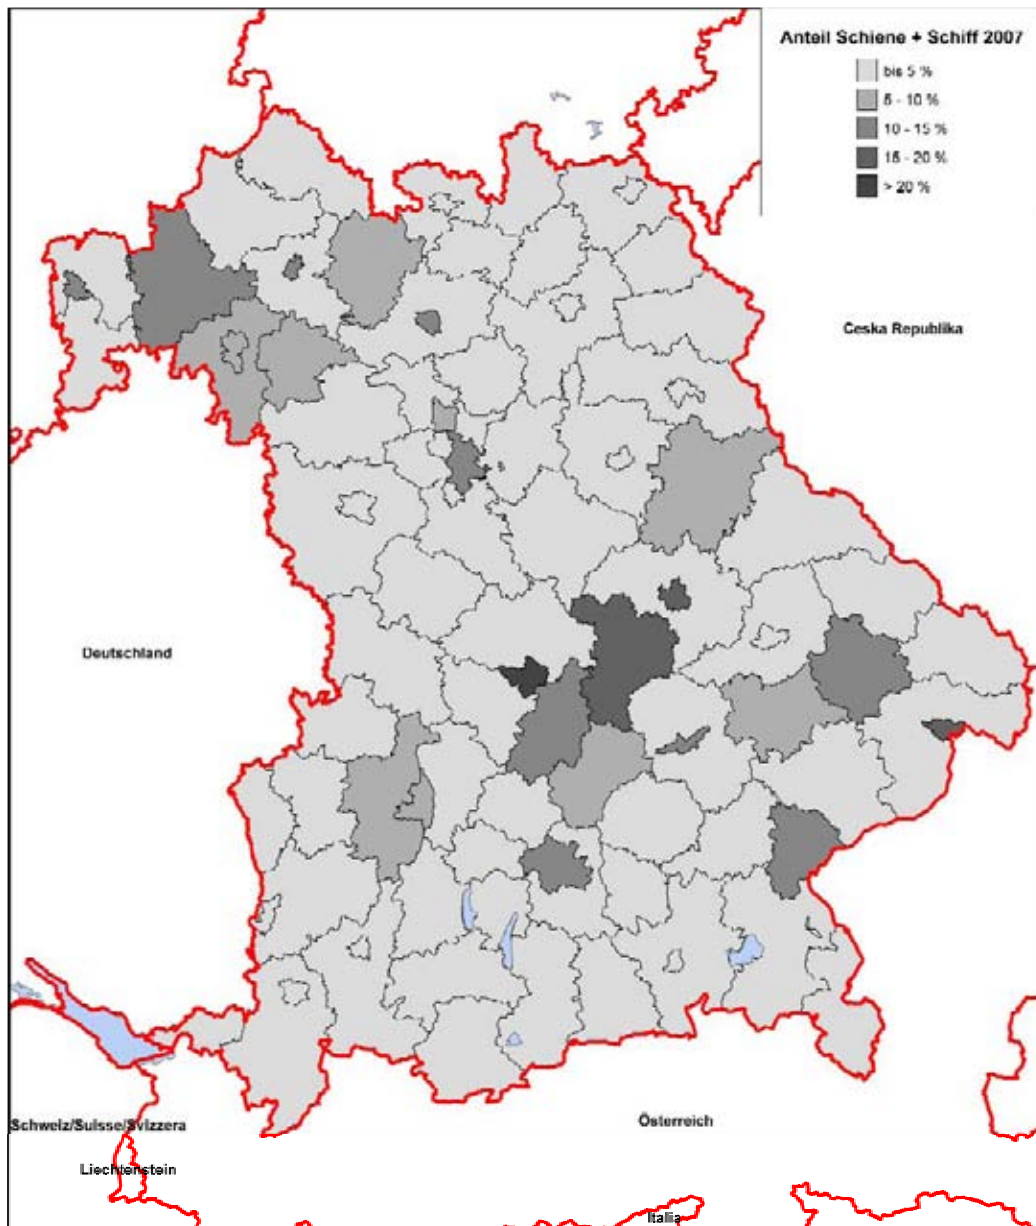 Anteil Schiene + Schiff 2007
bis 5 %
5 - 10 %
10 - 15 %
15 - 20 %
> 20 %
Ceska Republika
Deutschland
Österreich
Schweiz/Suisse/Svizzera
Liechtenstein
Italia